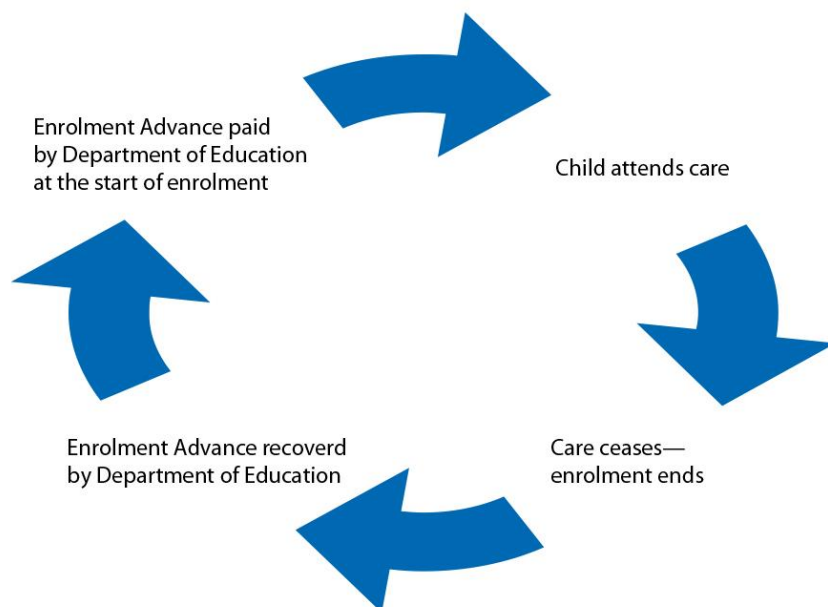 Enrolment Advance paid
by Department of Education
at the start of enrolment
Child attends care
Care ceases—
enrolment ends
Enrolment Advance recoverd
by Department of Education